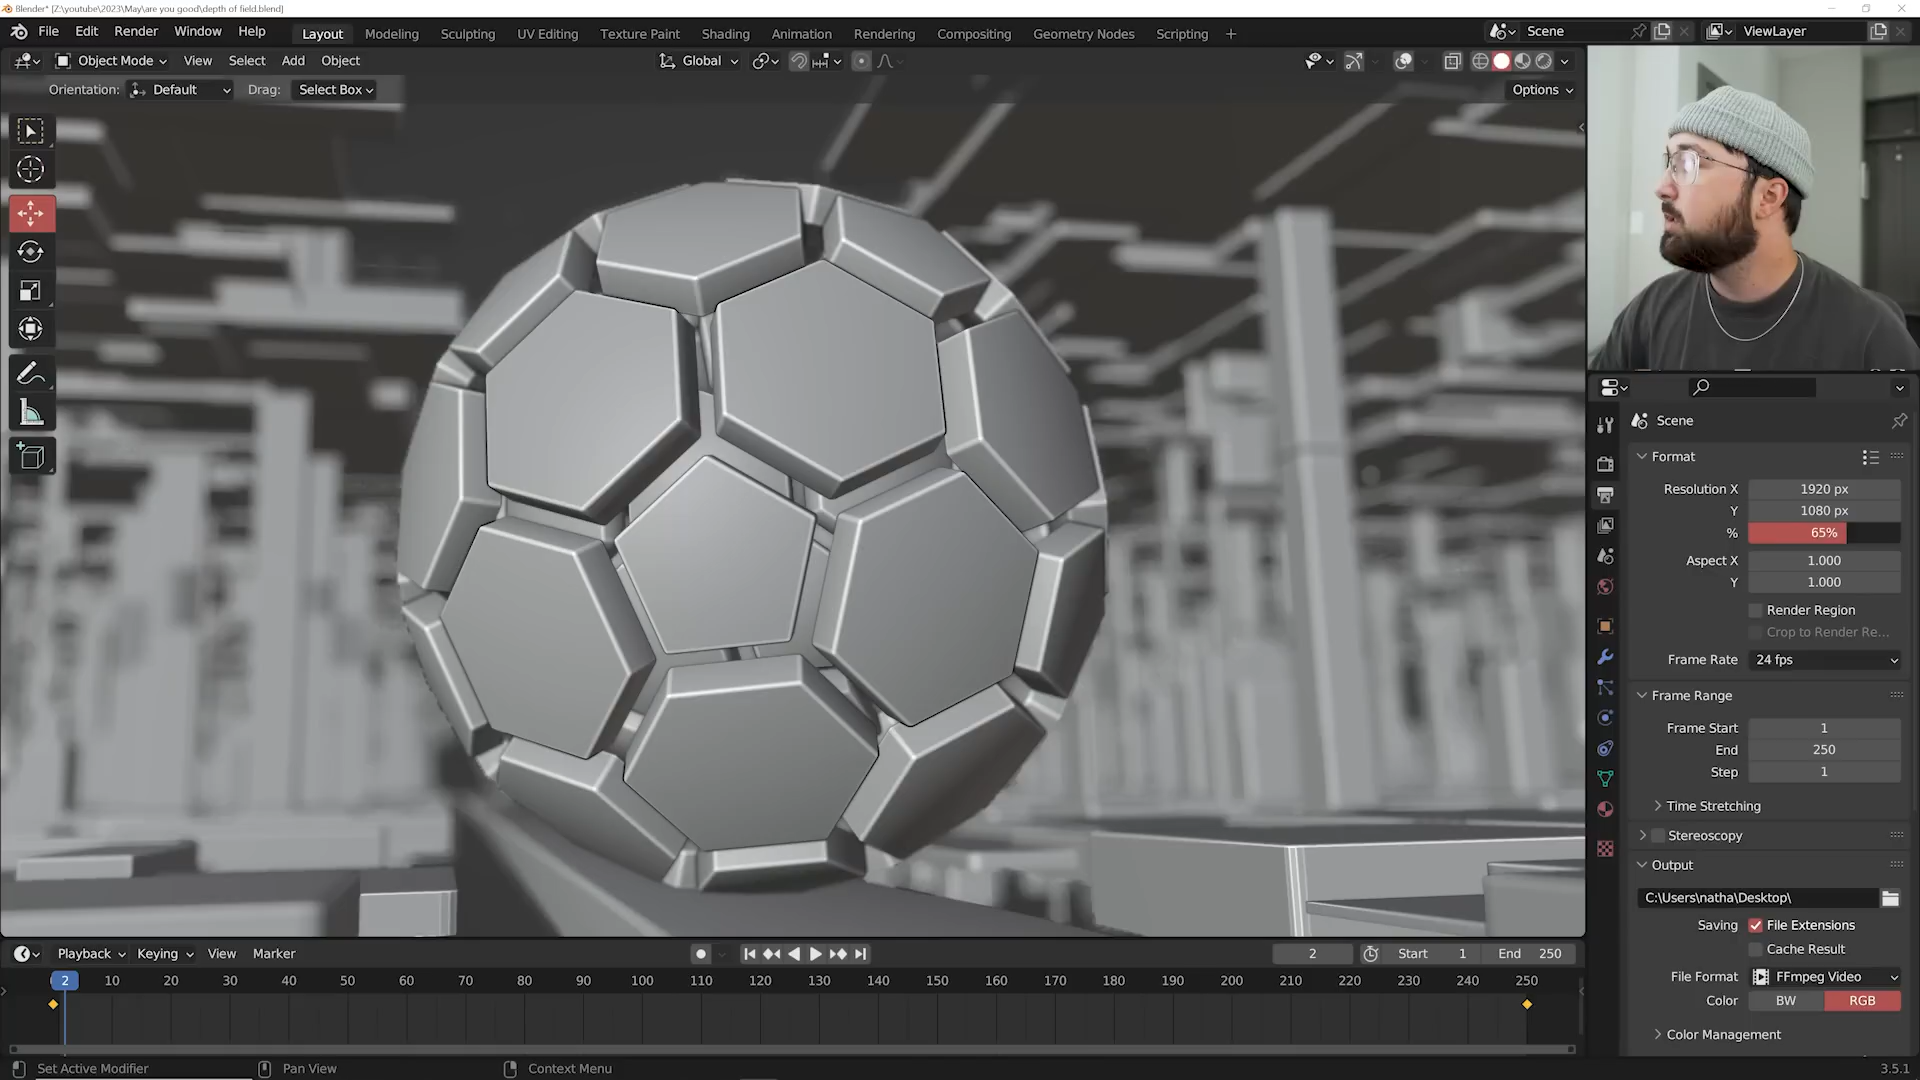 Blender* [Z:\youtube\2023\May\are you good\depth of field.blend]
File Edit Render Window Help Layout Modeling Sculpting UV Editing Texture Paint Shading Animation Rendering Compositing Geometry Nodes Scripting + Scene ViewLayer
Object Mode View Select Add Object Global
Orientation: Default Drag: Select Box Options
Scene
Format
Resolution X 1920 px
Y 1080 px
% 65%
Aspect X 1.000
Y 1.000
Render Region
Crop to Render Re...
Frame Rate 24 fps
Frame Range
Frame Start 1
End 250
Step 1
Time Stretching
Stereoscopy
Output
C:\Users\natha\Desktop\
Saving File Extensions
Cache Result
File Format FFmpeg Video
Color BW RGB
Color Management
Playback Keying View Marker 2 Start 1 End 250
2 10 20 30 40 50 60 70 80 90 100 110 120 130 140 150 160 170 180 190 200 210 220 230 240 250
Set Active Modifier Pan View Context Menu 3.5.1